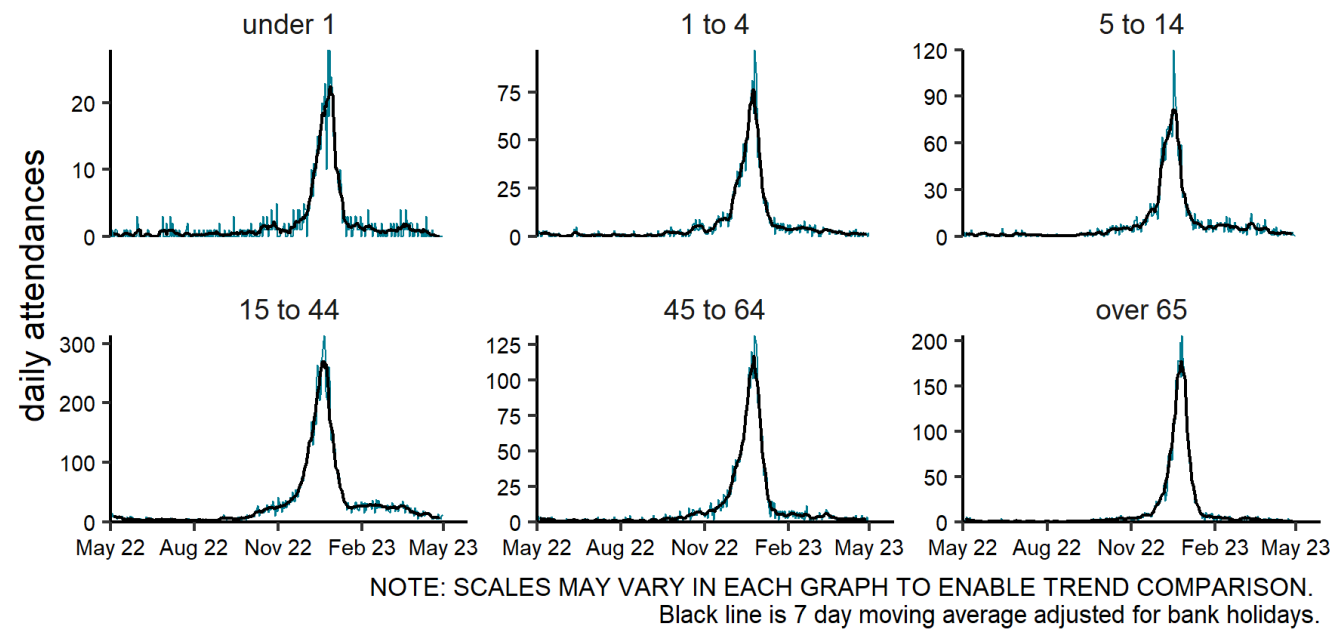 under 1
1 to 4
5 to 14
20
10
0
75
50
25
0
120
90
60
30
0
daily attendances
15 to 44
45 to 64
over 65
300
200
100
0
125
100
75
50
25
0
200
150
100
50
0
May 22 Aug 22 Nov 22 Feb 23 May 23
May 22 Aug 22 Nov 22 Feb 23 May 23
May 22 Aug 22 Nov 22 Feb 23 May 23
NOTE: SCALES MAY VARY IN EACH GRAPH TO ENABLE TREND COMPARISON.
Black line is 7 day moving average adjusted for bank holidays.